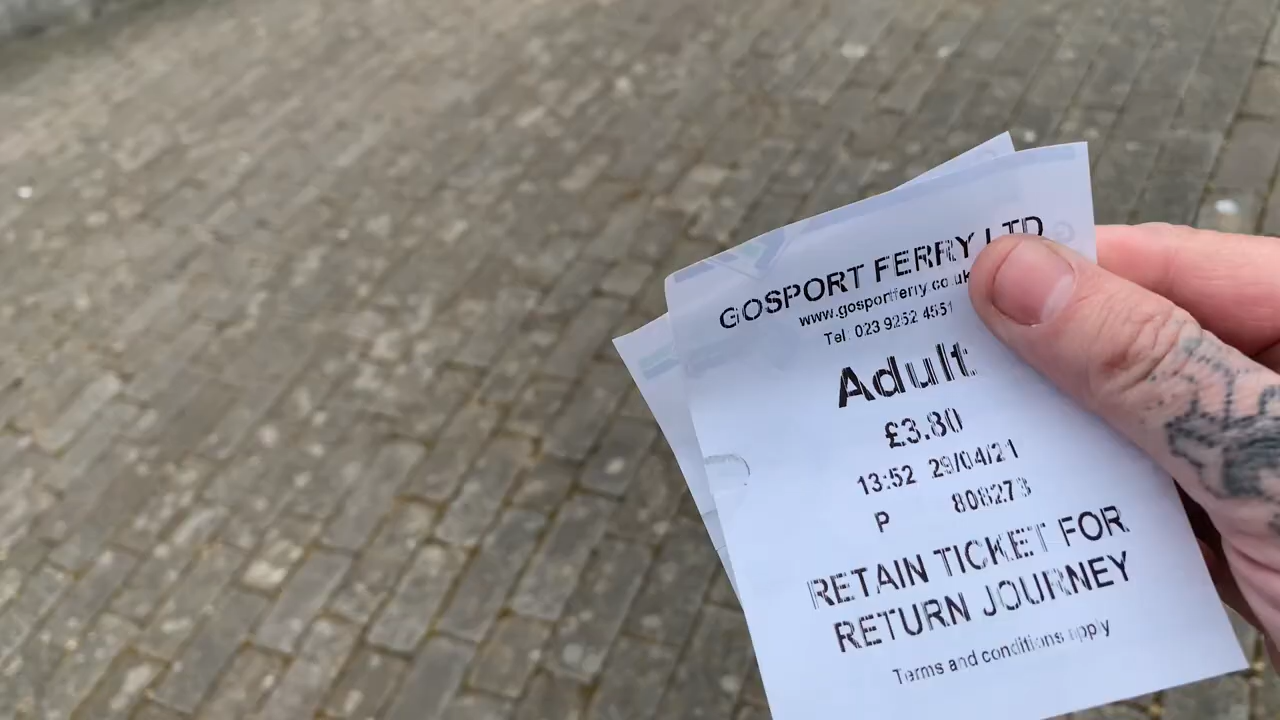 GOSPORT FERRY LTD
www.gosportferry.co.uk
Tel: 023 9252 4551
Adult
£3.80
13:52 29/04/21
P 808273
RETAIN TICKET FOR
RETURN JOURNEY
Terms and conditions apply